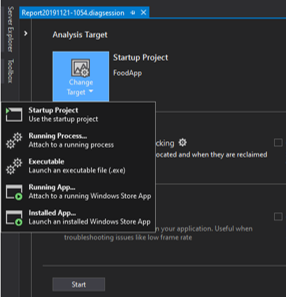 Report20191121-1054.diagsession
Server Explorer
Toolbox
Analysis Target
Change
Target
Startup Project
FoodApp
Startup Project
Use the startup project
Running Process...
Attach to a running process
Executable
Launch an executable file (.exe)
Running App...
Attach to a running Windows Store App
Installed App...
Launch an installed Windows Store App
cking
ocated and when they are reclaimed
n your application. Useful when
troubleshooting issues like low frame rate
Start